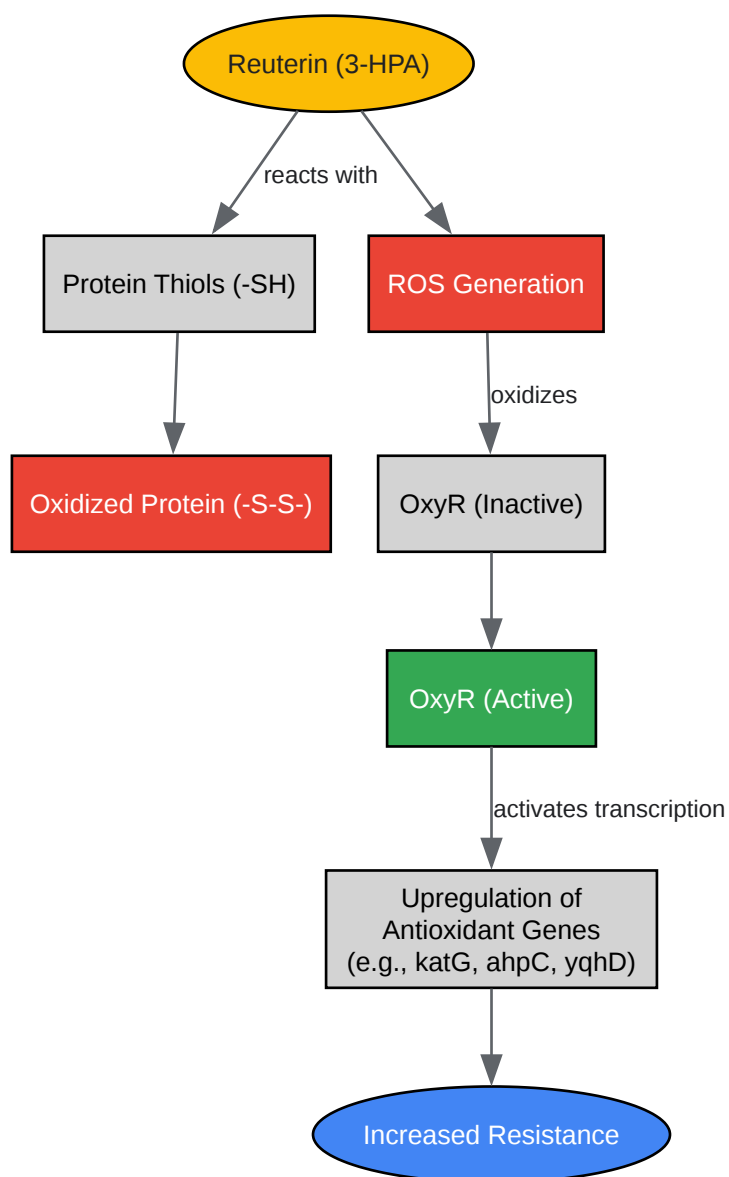 Reuterin (3-HPA)
reacts with
Protein Thiols (-SH)
ROS Generation
oxidizes
Oxidized Protein (-S-S-)
OxyR (Inactive)
OxyR (Active)
activates transcription
Upregulation of
Antioxidant Genes
(e.g., katG, ahpC, yqhD)
Increased Resistance